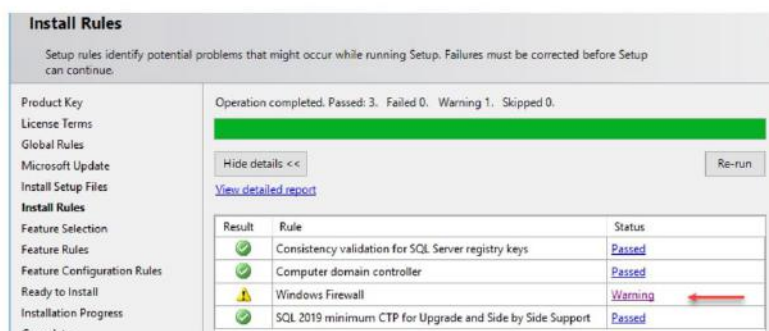 Install Rules
Setup rules identify potential problems that might occur while running Setup. Failures must be corrected before Setup
can continue.
Product Key
License Terms
Global Rules
Microsoft Update
Install Setup Files
Install Rules
Feature Selection
Feature Rules
Feature Configuration Rules
Ready to Install
Installation Progress
Operation completed. Passed: 3. Failed 0. Warning 1. Skipped 0.
Hide details << Re-run
View detailed report
Result Rule Status
Consistency validation for SQL Server registry keys Passed
Computer domain controller Passed
Windows Firewall Warning
SQL 2019 minimum CTP for Upgrade and Side by Side Support Passed